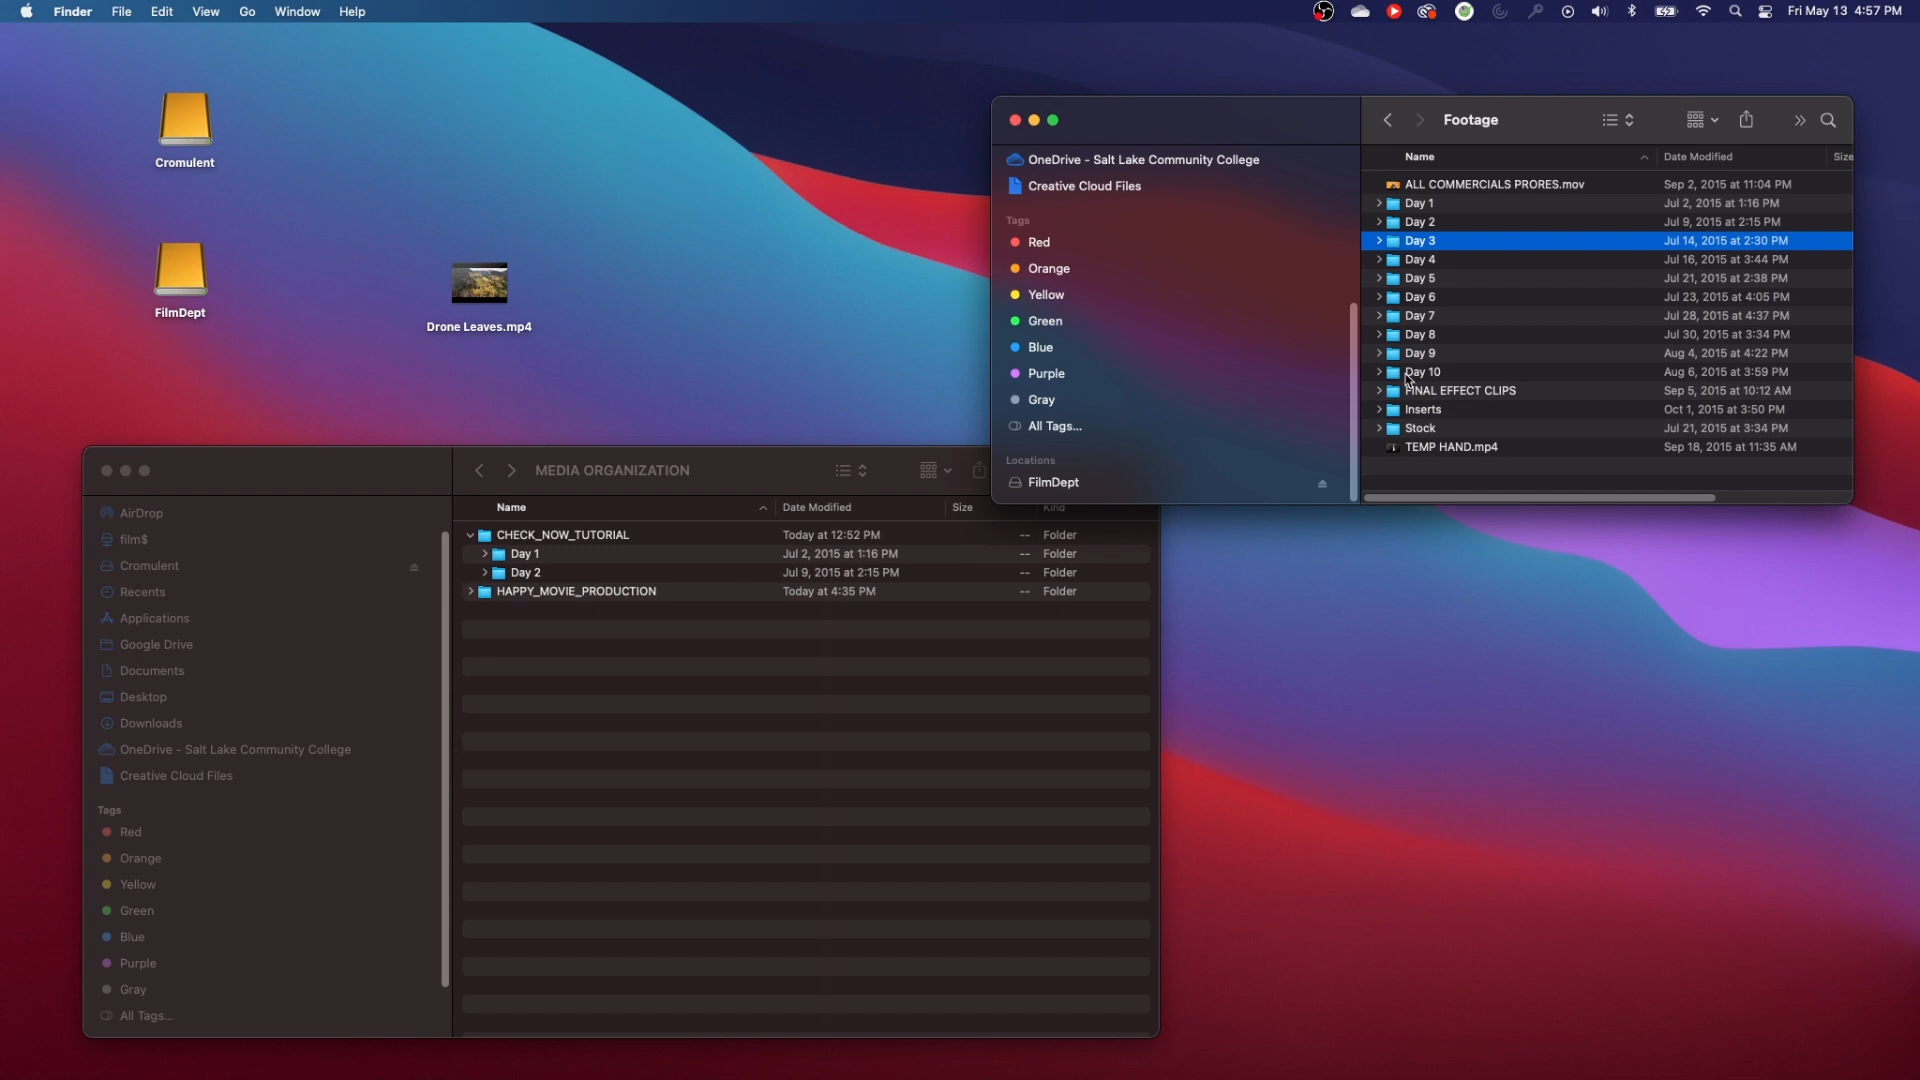 Finder File Edit View Go Window Help Fri May 13 4:57 PM
Cromulent
FilmDept
Drone Leaves.mp4
Footage
OneDrive - Salt Lake Community College
Creative Cloud Files
Tags
Red
Orange
Yellow
Green
Blue
Purple
Gray
All Tags...
Locations
FilmDept
Name Date Modified Size
ALL COMMERCIALS PRORES.mov Sep 2, 2015 at 11:04 PM
Day 1 Jul 2, 2015 at 1:16 PM
Day 2 Jul 9, 2015 at 2:15 PM
Day 3 Jul 14, 2015 at 2:30 PM
Day 4 Jul 16, 2015 at 3:44 PM
Day 5 Jul 21, 2015 at 2:38 PM
Day 6 Jul 23, 2015 at 4:05 PM
Day 7 Jul 28, 2015 at 4:37 PM
Day 8 Jul 30, 2015 at 3:34 PM
Day 9 Aug 4, 2015 at 4:22 PM
Day 10 Aug 6, 2015 at 3:59 PM
FINAL EFFECT CLIPS Sep 5, 2015 at 10:12 AM
Inserts Oct 1, 2015 at 3:50 PM
Stock Jul 21, 2015 at 3:34 PM
TEMP HAND.mp4 Sep 18, 2015 at 11:35 AM
MEDIA ORGANIZATION
AirDrop
film$
Cromulent
Recents
Applications
Google Drive
Documents
Desktop
Downloads
OneDrive - Salt Lake Community College
Creative Cloud Files
Tags
Red
Orange
Yellow
Green
Blue
Purple
Gray
All Tags...
Name Date Modified Size Kind
CHECK_NOW_TUTORIAL Today at 12:52 PM -- Folder
Day 1 Jul 2, 2015 at 1:16 PM -- Folder
Day 2 Jul 9, 2015 at 2:15 PM -- Folder
HAPPY_MOVIE_PRODUCTION Today at 4:35 PM -- Folder